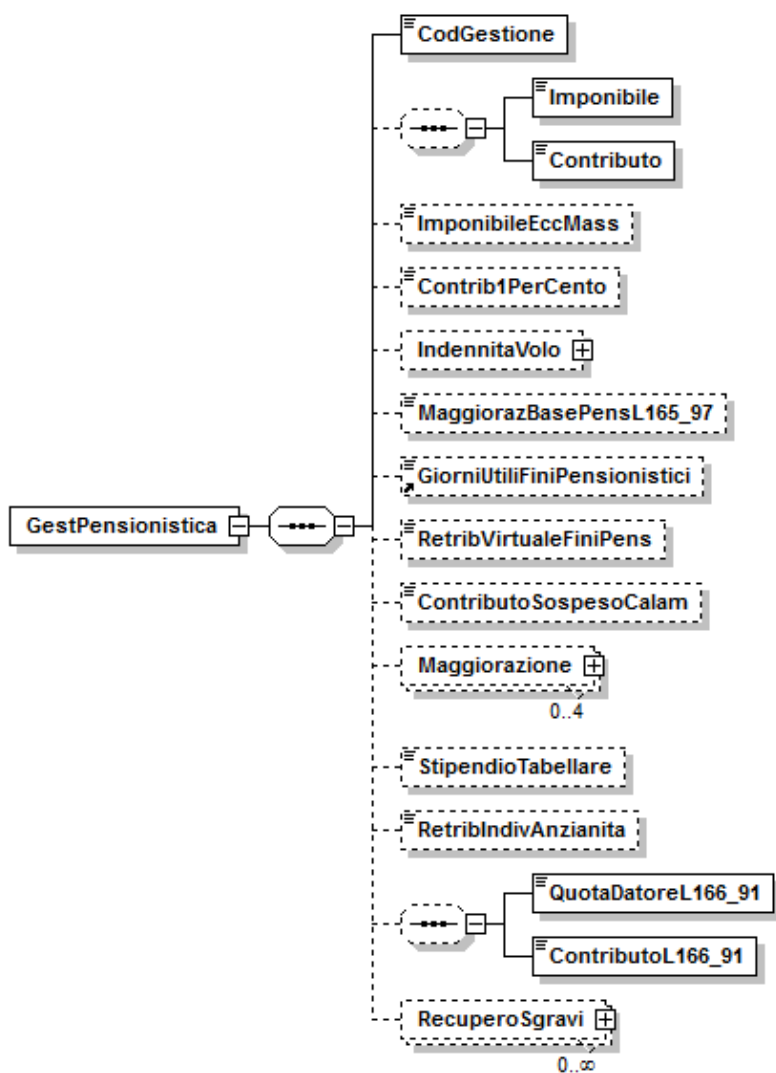 CodGestione
Imponibile
Contributo
ImponibileEccMass
Contrib1PerCento
IndennitaVolo
MaggiorazBasePensL165_97
GiorniUtiliFiniPensionistici
GestPensionistica
RetribVirtualeFiniPens
ContributoSospesoCalam
Maggiorazione
0..4
StipendioTabellare
RetribIndivAnzianita
QuotaDatoreL166_91
ContributoL166_91
RecuperoSgravi
0..∞